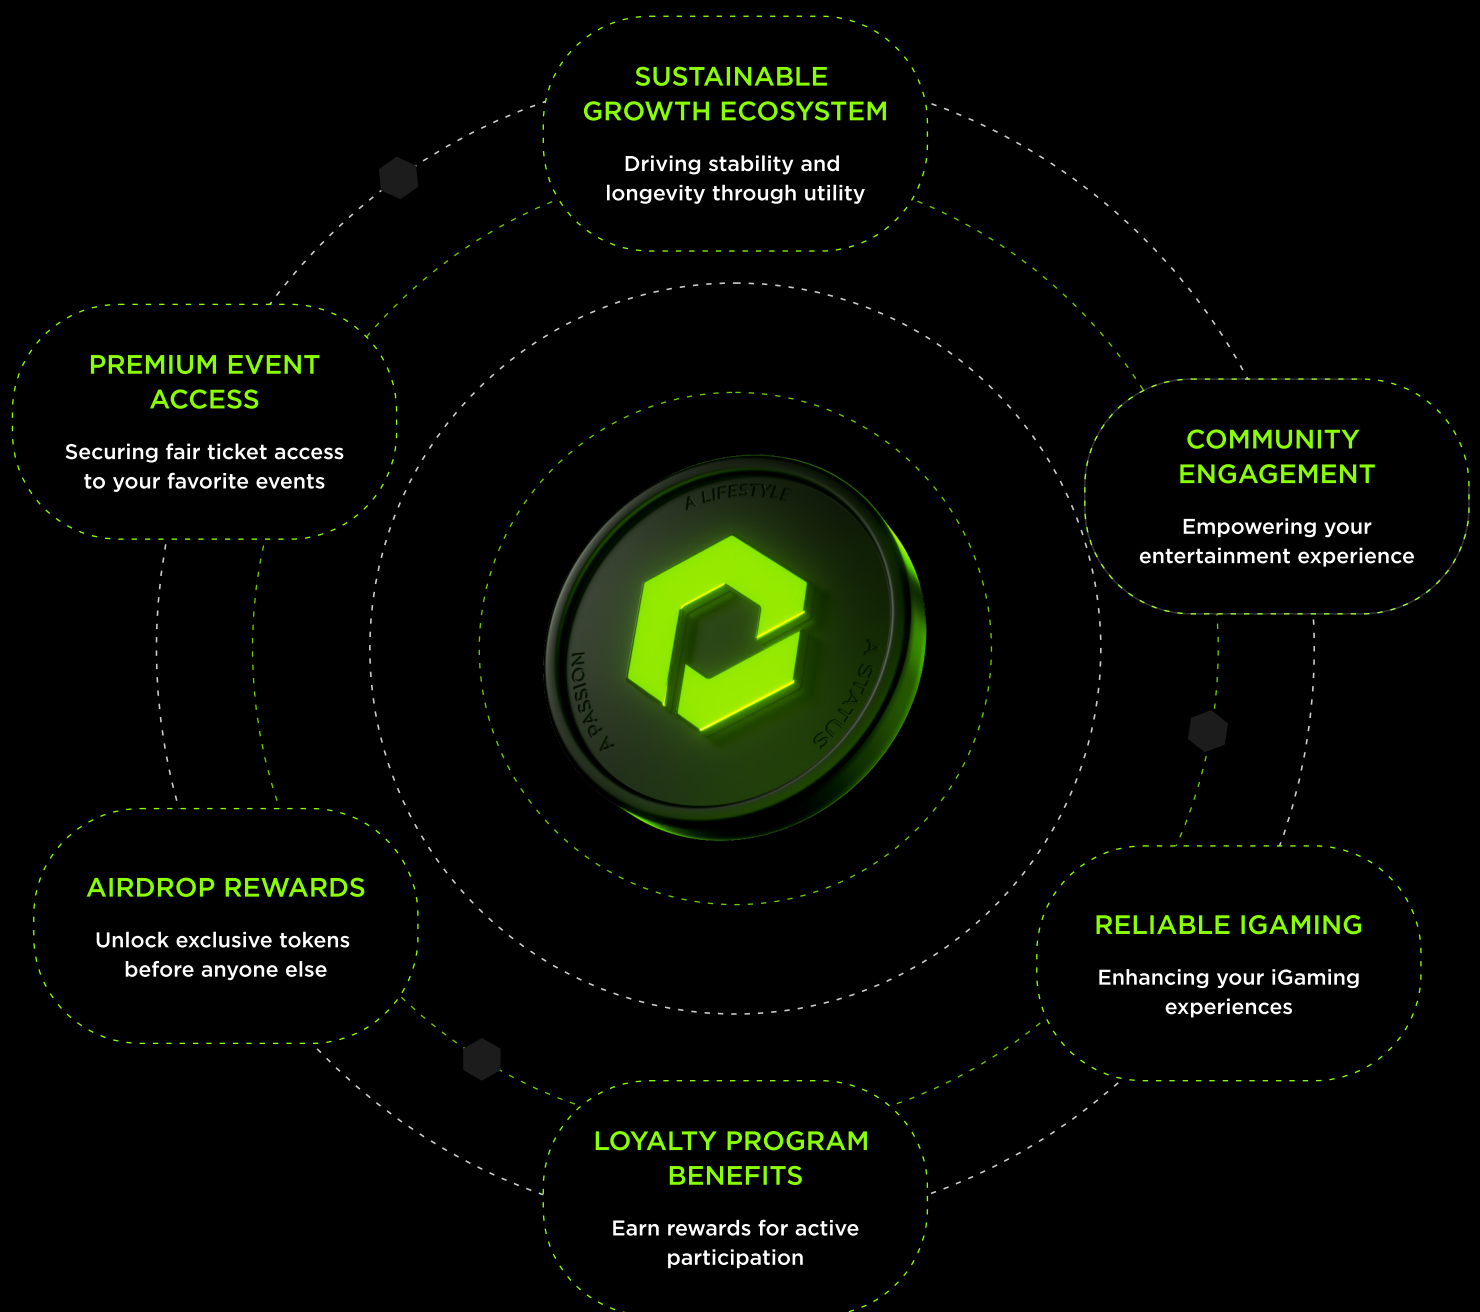 SUSTAINABLE
GROWTH ECOSYSTEM
Driving stability and
longevity through utility
PREMIUM EVENT
ACCESS
Securing fair ticket access
to your favorite events
COMMUNITY
ENGAGEMENT
Empowering your
entertainment experience
A LIFESTYLE
A PASSION
A STATUS
AIRDROP REWARDS
Unlock exclusive tokens
before anyone else
RELIABLE IGAMING
Enhancing your iGaming
experiences
LOYALTY PROGRAM
BENEFITS
Earn rewards for active
participation